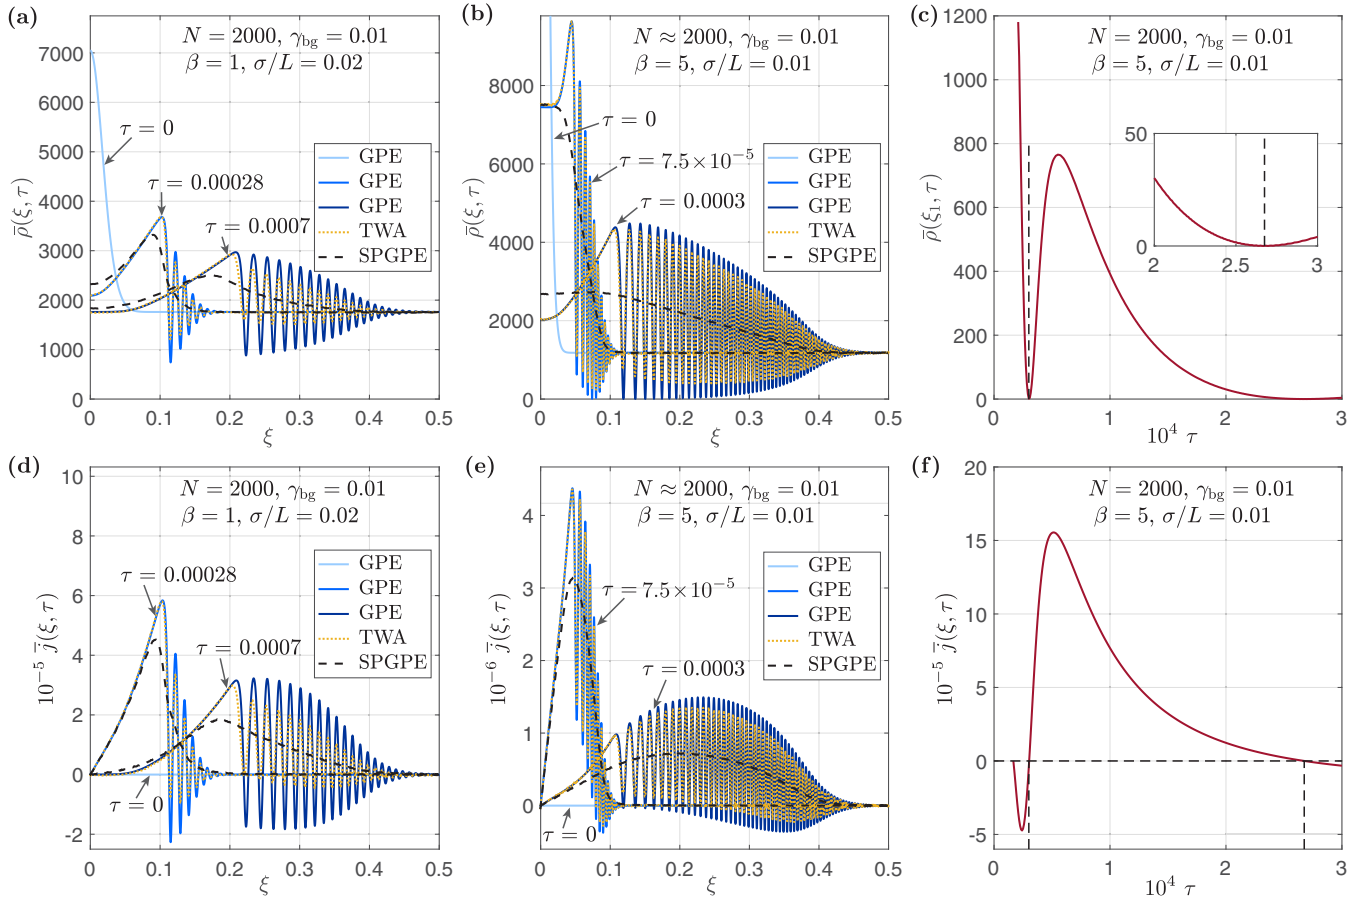 (a)
N = 2000, γbg = 0.01
β = 1, σ/L = 0.02
τ = 0
τ = 0.00028
τ = 0.0007
GPE
GPE
GPE
TWA
SPGPE
7000
6000
5000
4000
3000
2000
1000
0
ρ̄(ξ, τ)
0 0.1 0.2 0.3 0.4 0.5
ξ
(b)
N ≈ 2000, γbg = 0.01
β = 5, σ/L = 0.01
τ = 0
τ = 7.5×10⁻⁵
τ = 0.0003
GPE
GPE
GPE
TWA
SPGPE
8000
6000
4000
2000
0
ρ̄(ξ, τ)
0 0.1 0.2 0.3 0.4 0.5
ξ
(c)
N = 2000, γbg = 0.01
β = 5, σ/L = 0.01
1200
1000
800
600
400
200
0
ρ̄(ξ₁, τ)
50
0
2 2.5 3
0 1 2 3
10⁴ τ
(d)
N = 2000, γbg = 0.01
β = 1, σ/L = 0.02
τ = 0.00028
τ = 0.0007
τ = 0
GPE
GPE
GPE
TWA
SPGPE
10
8
6
4
2
0
-2
10⁻⁵ j̄(ξ, τ)
0 0.1 0.2 0.3 0.4 0.5
ξ
(e)
N ≈ 2000, γbg = 0.01
β = 5, σ/L = 0.01
τ = 7.5×10⁻⁵
τ = 0.0003
τ = 0
GPE
GPE
GPE
TWA
SPGPE
4
3
2
1
0
10⁻⁶ j̄(ξ, τ)
0 0.1 0.2 0.3 0.4 0.5
ξ
(f)
N = 2000, γbg = 0.01
β = 5, σ/L = 0.01
20
15
10
5
0
-5
10⁻⁵ j̄(ξ, τ)
0 1 2 3
10⁴ τ